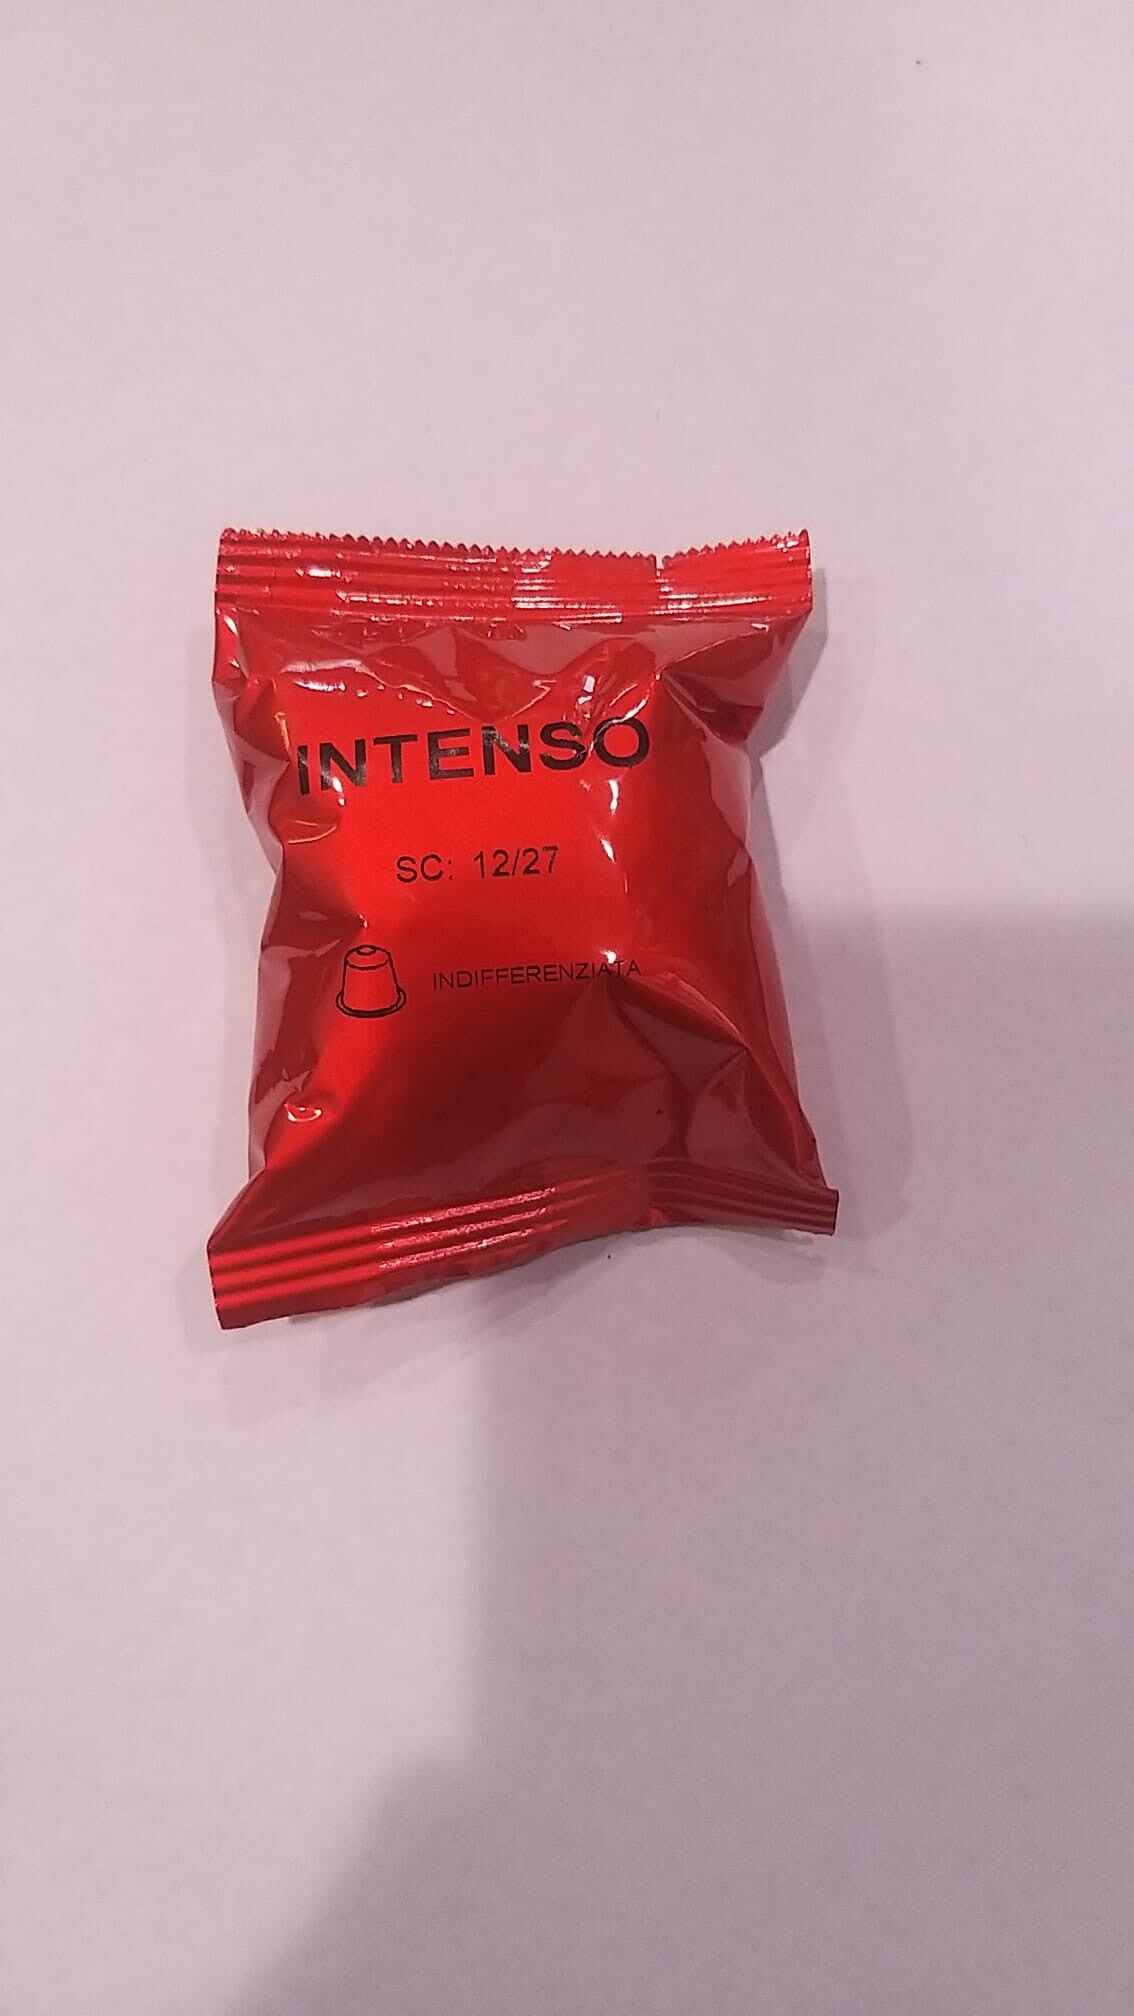 INTENSO
SC: 12/27
INDIFFERENZIATA